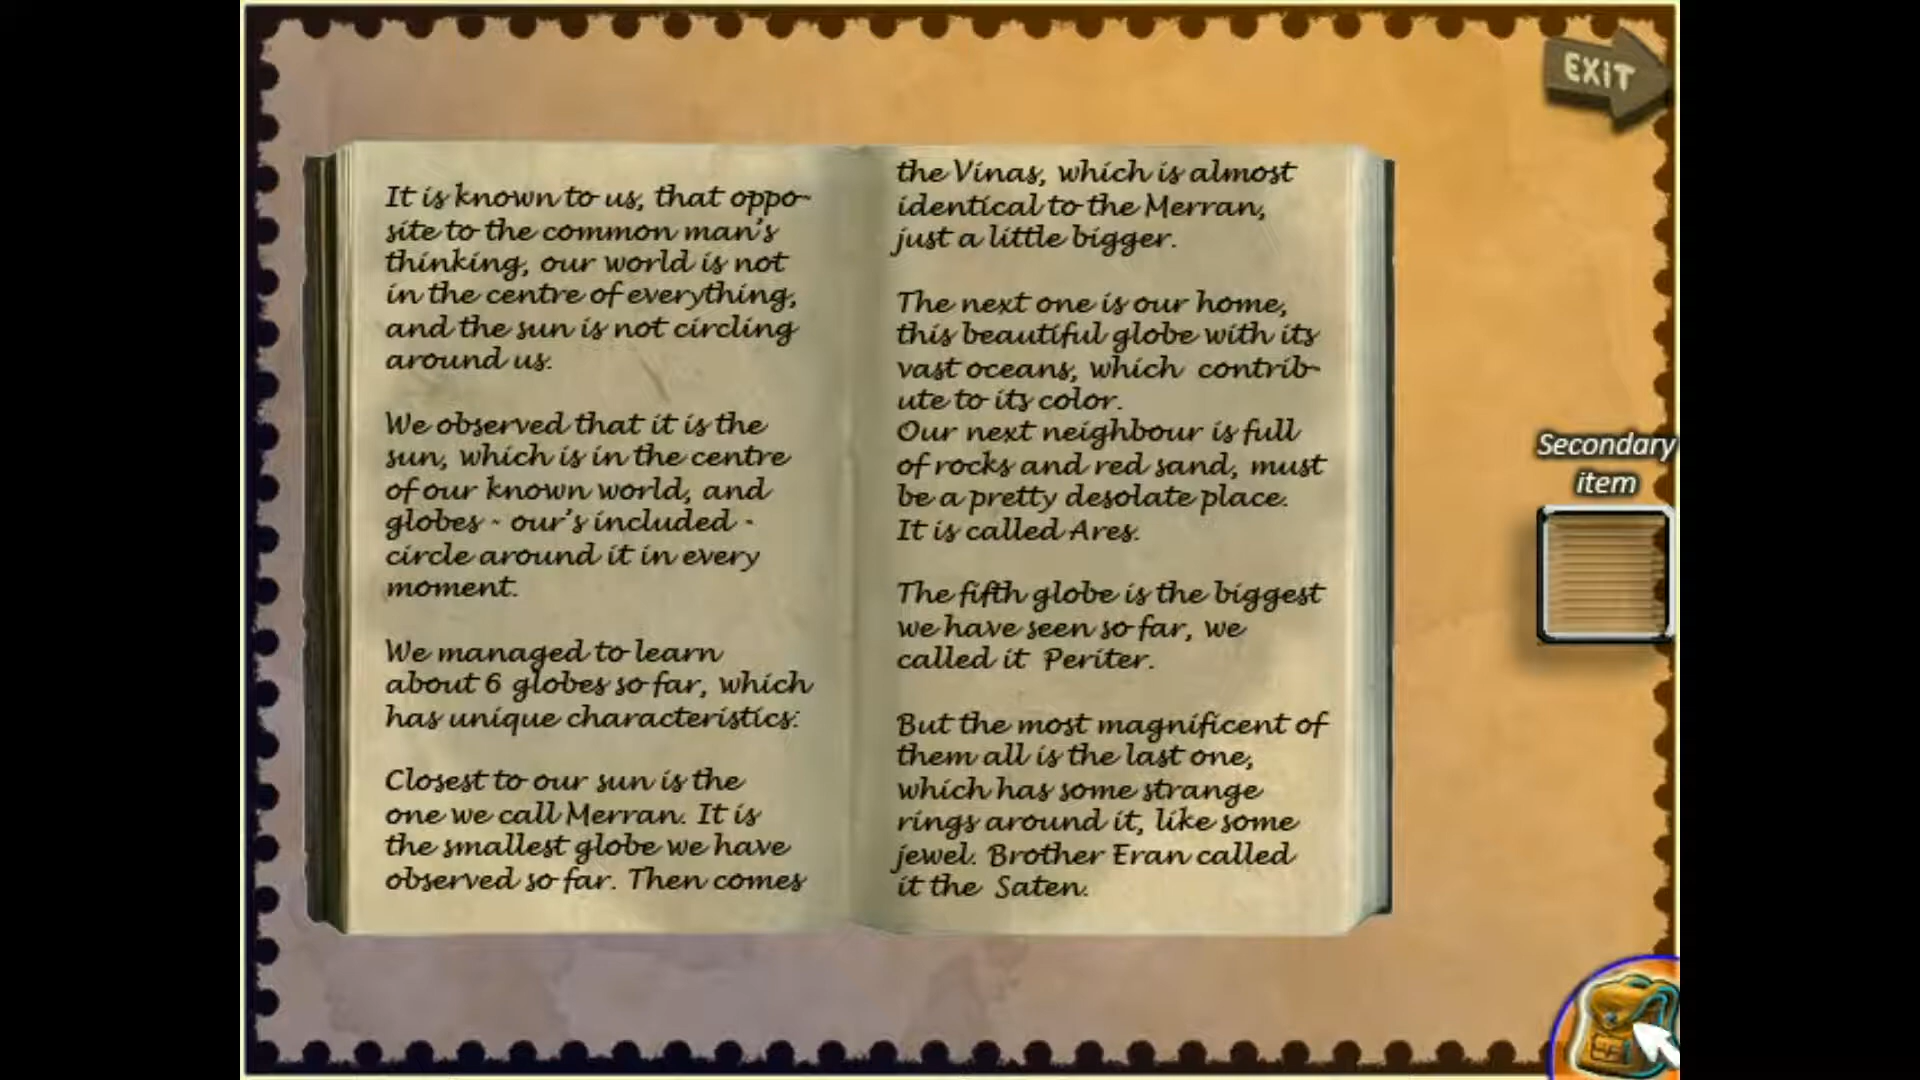 It is known to us, that oppo-
site to the common man's
thinking, our world is not
in the centre of everything,
and the sun is not circling
around us.
We observed that it is the
sun, which is in the centre
of our known world, and
globes - our's included -
circle around it in every
moment.
We managed to learn
about 6 globes so far, which
has unique characteristics:
Closest to our sun is the
one we call Merran. It is
the smallest globe we have
observed so far. Then comes
the Vinas, which is almost
identical to the Merran,
just a little bigger.
The next one is our home,
this beautiful globe with its
vast oceans, which contrib-
ute to its color.
Our next neighbour is full
of rocks and red sand, must
be a pretty desolate place.
It is called Ares.
The fifth globe is the biggest
we have seen so far, we
called it Periter.
But the most magnificent of
them all is the last one,
which has some strange
rings around it, like some
jewel. Brother Eran called
it the Saten.
EXiT
Secondary
item